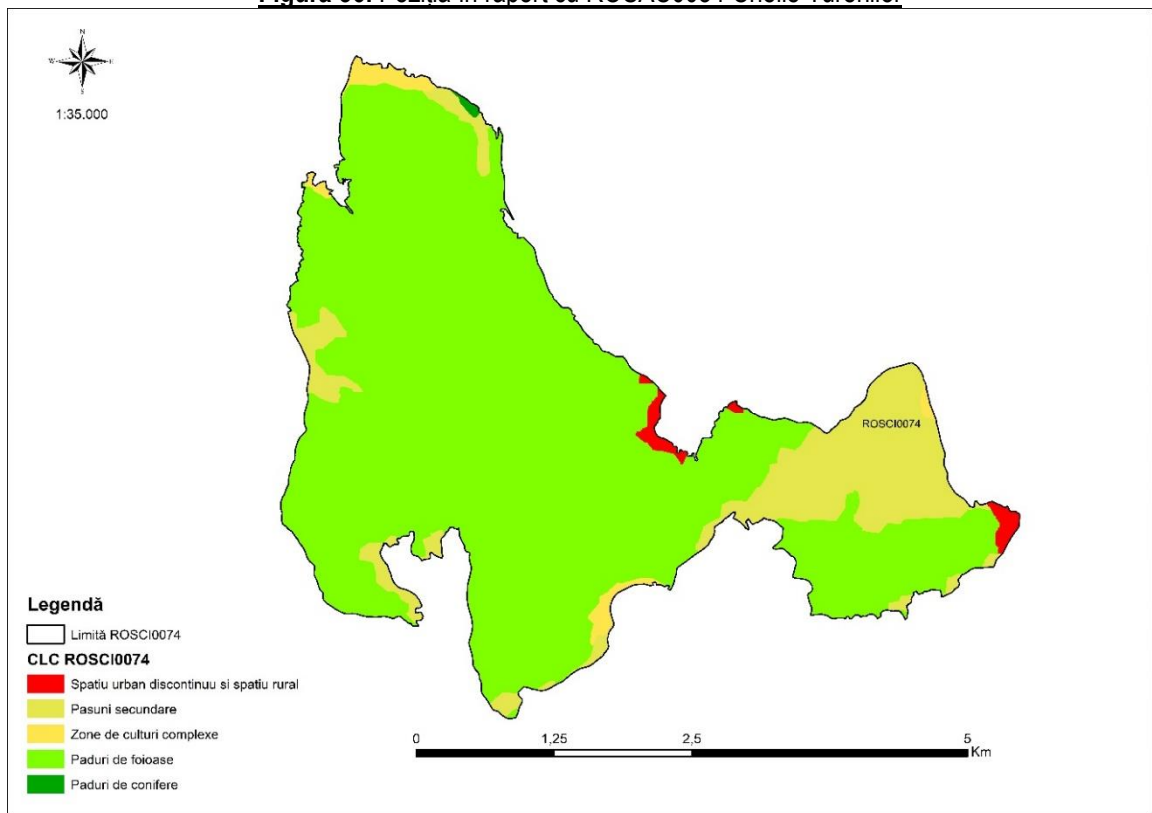 N
W
E
S
1:35.000
ROSCI0074
Legendă
Limită ROSCI0074
CLC ROSCI0074
Spatiu urban discontinuu si spatiu rural
Pasuni secundare
Zone de culturi complexe
Paduri de foioase
Paduri de conifere
0 1,25 2,5 5
Km